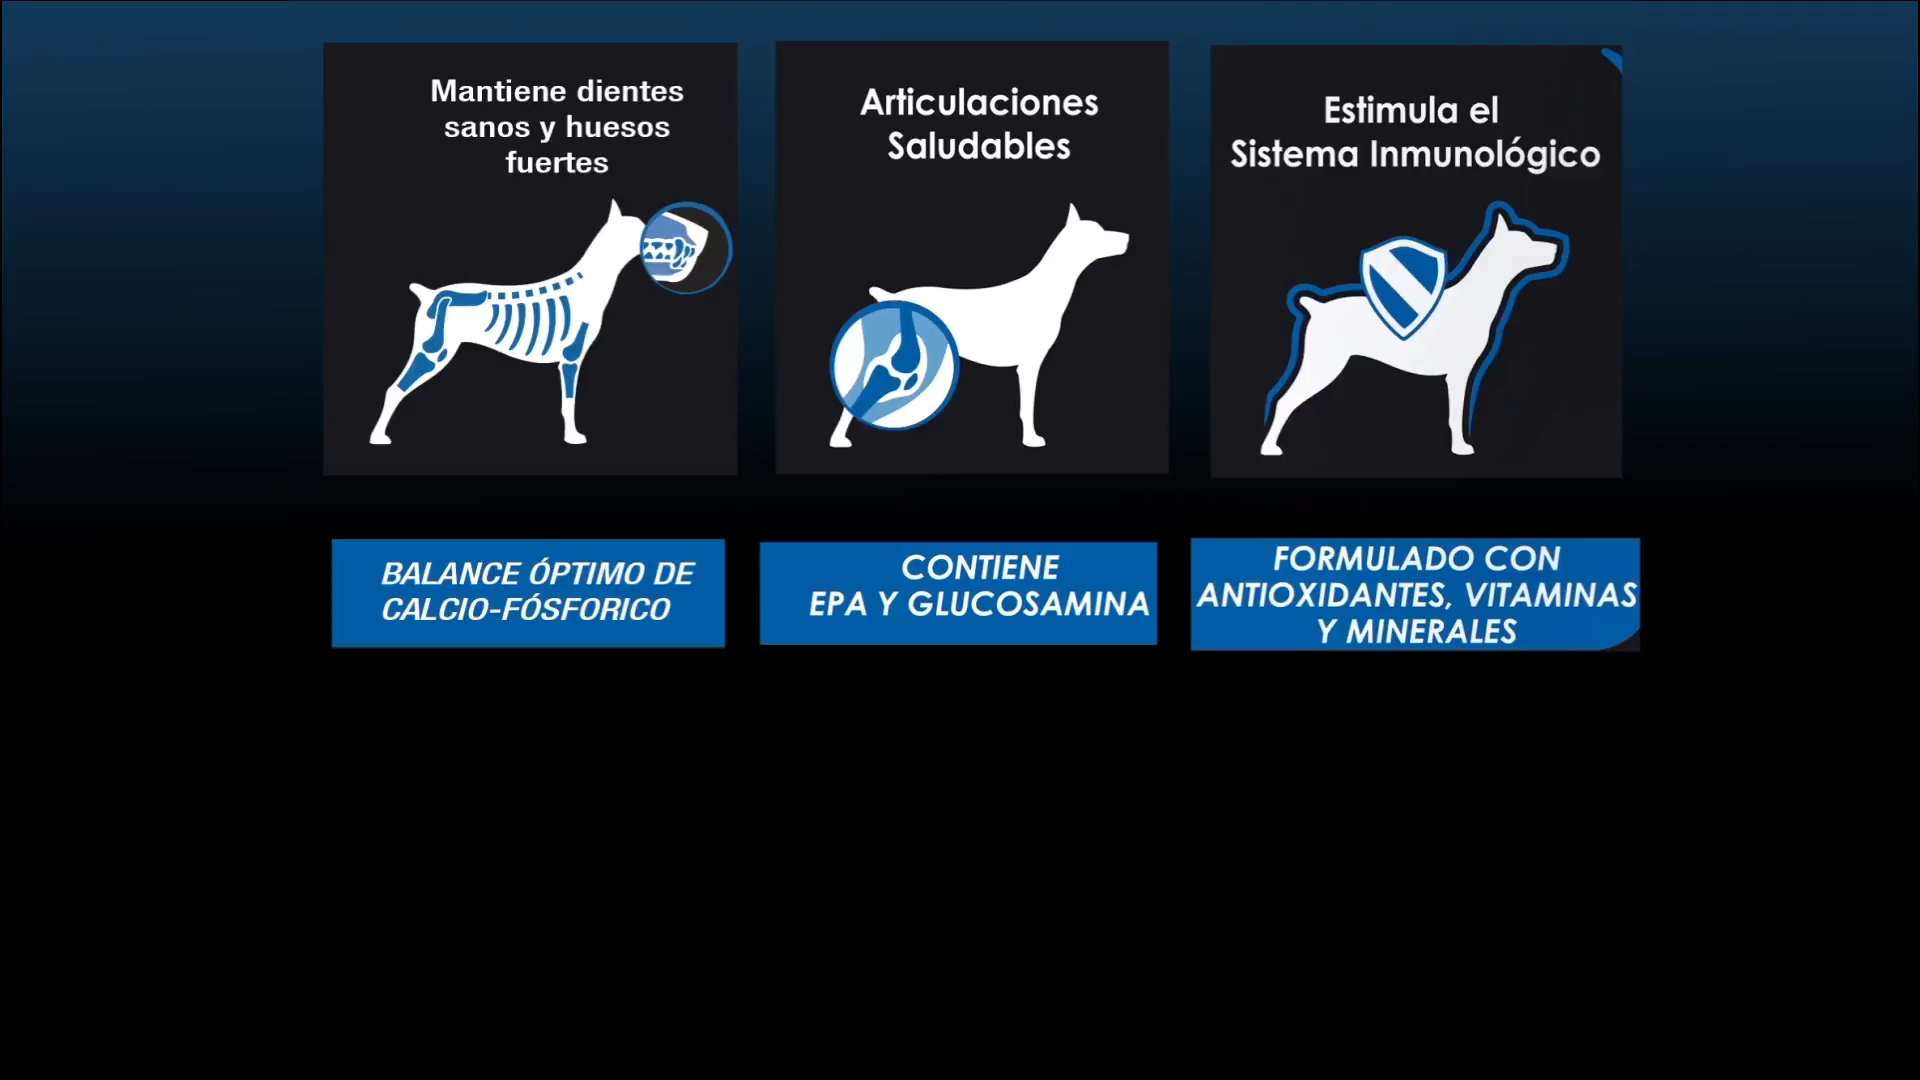 Mantiene dientes
sanos y huesos
fuertes
Articulaciones
Saludables
Estimula el
Sistema Inmunológico
BALANCE ÓPTIMO DE
CALCIO-FÓSFORICO
CONTIENE
EPA Y GLUCOSAMINA
FORMULADO CON
ANTIOXIDANTES, VITAMINAS
Y MINERALES